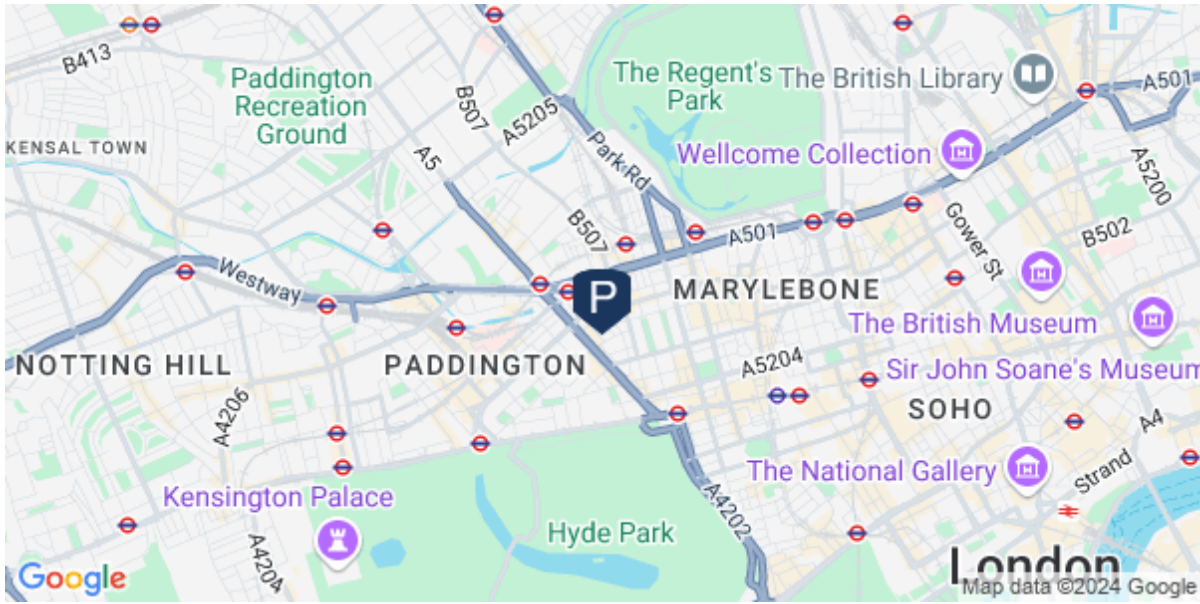 B413
Paddington
Recreation
Ground
B507
A5205
The Regent's
Park
The British Library
A501
KENSAL TOWN
A5
Park Rd
Wellcome Collection
A5200
B507
A501
Gower St
B502
Westway
P
MARYLEBONE
The British Museum
NOTTING HILL
PADDINGTON
A5204
Sir John Soane's Museum
A4206
SOHO
A4
Kensington Palace
The National Gallery
Strand
A4202
Hyde Park
A4204
London
Google
Map data ©2024 Google